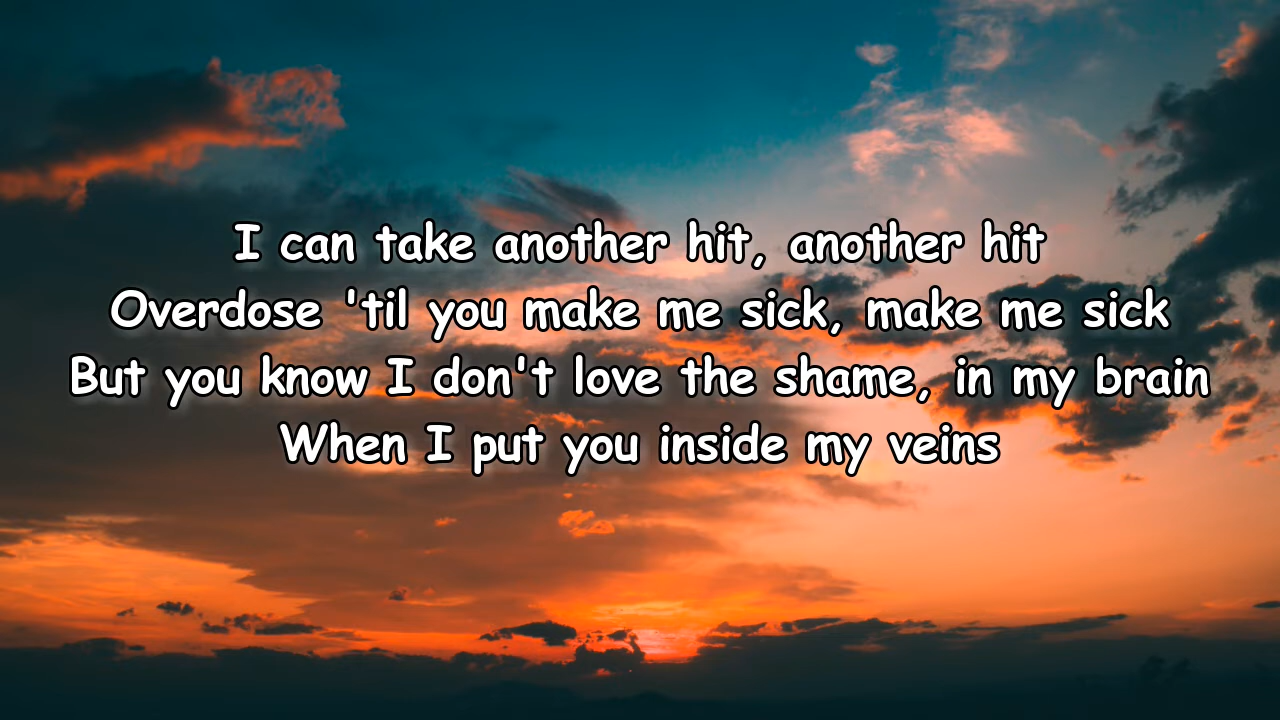 I can take another hit, another hit
Overdose 'til you make me sick, make me sick
But you know I don't love the shame, in my brain
When I put you inside my veins